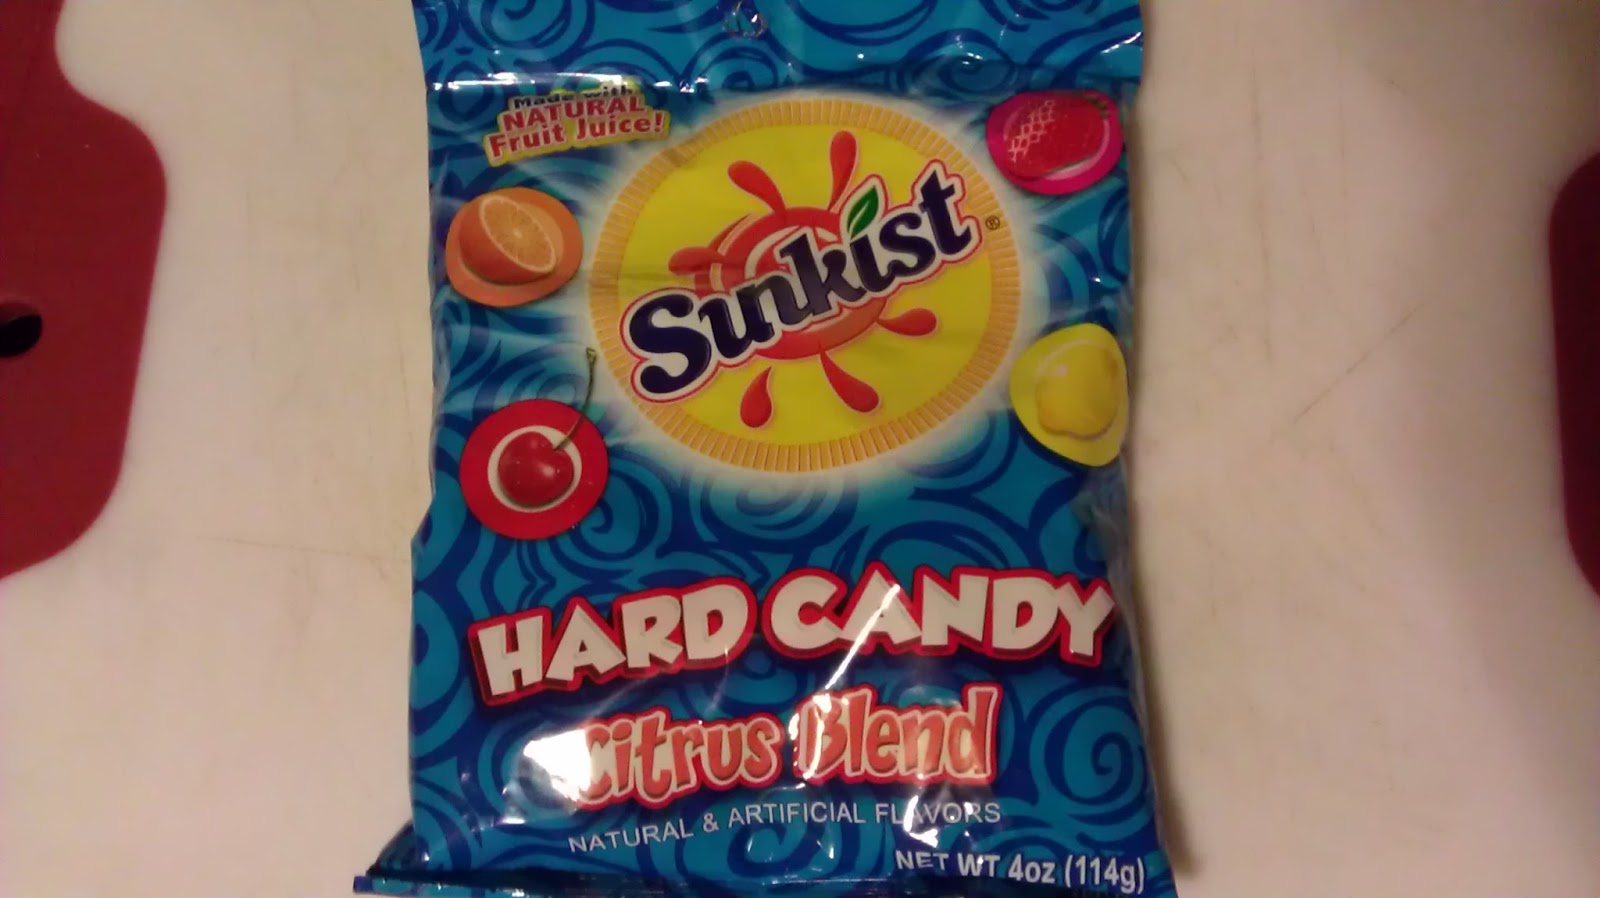 Made with
NATURAL
Fruit Juice!
Sunkist®
HARD CANDY
Citrus Blend
NATURAL & ARTIFICIAL FLAVORS
NET WT 4oz (114g)